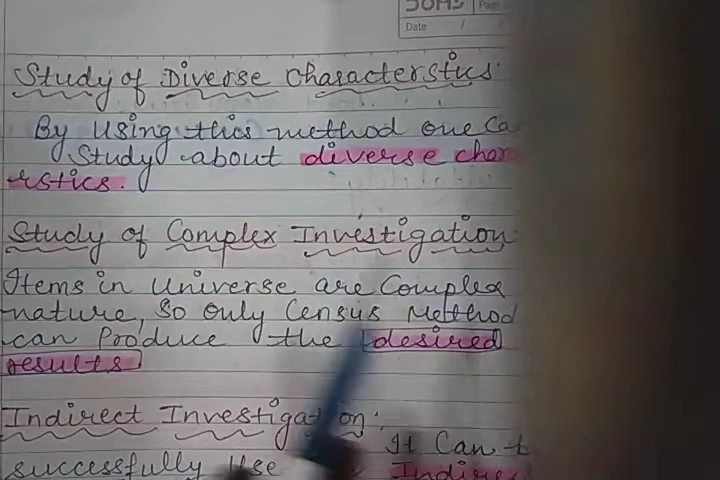 Date / /
Study of Diverse Characterstics
By Using this method one Ca
Study about diverse char
rstics.
Study of Complex Investigation
Items in Universe are Complex
nature, So only Census Method
can Produce the desired
results
Indirect Investigation:
It Can
successfully Use
Indirec